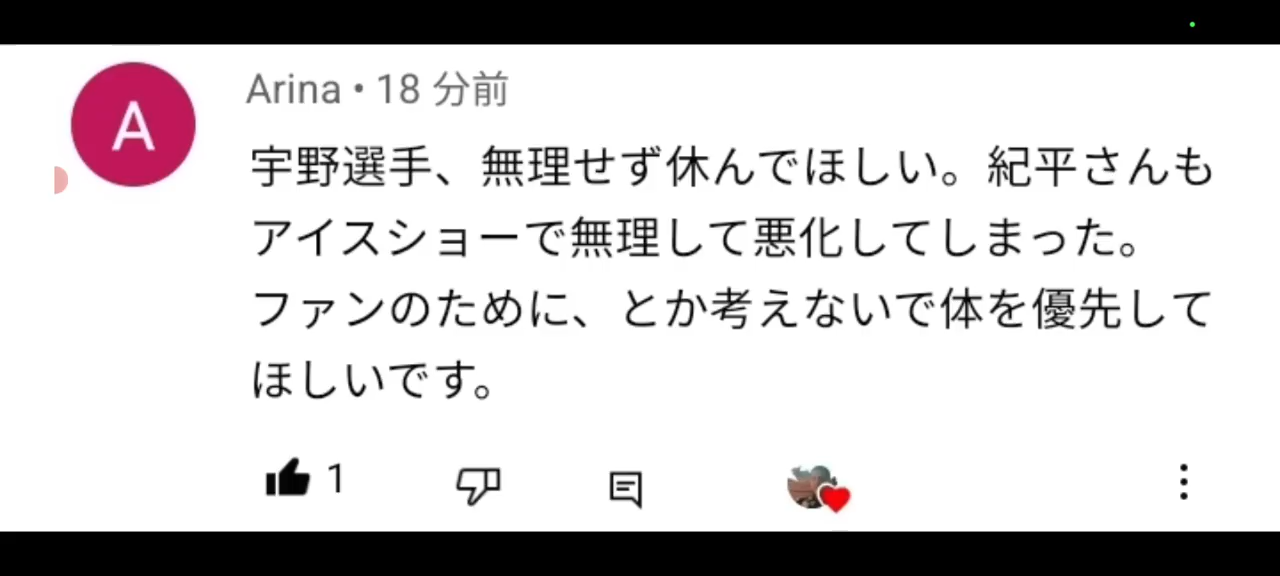 A
Arina • 18 分前
宇野選手、無理せず休んでほしい。紀平さんも
アイスショーで無理して悪化してしまった。
ファンのために、とか考えないで体を優先して
ほしいです。
1